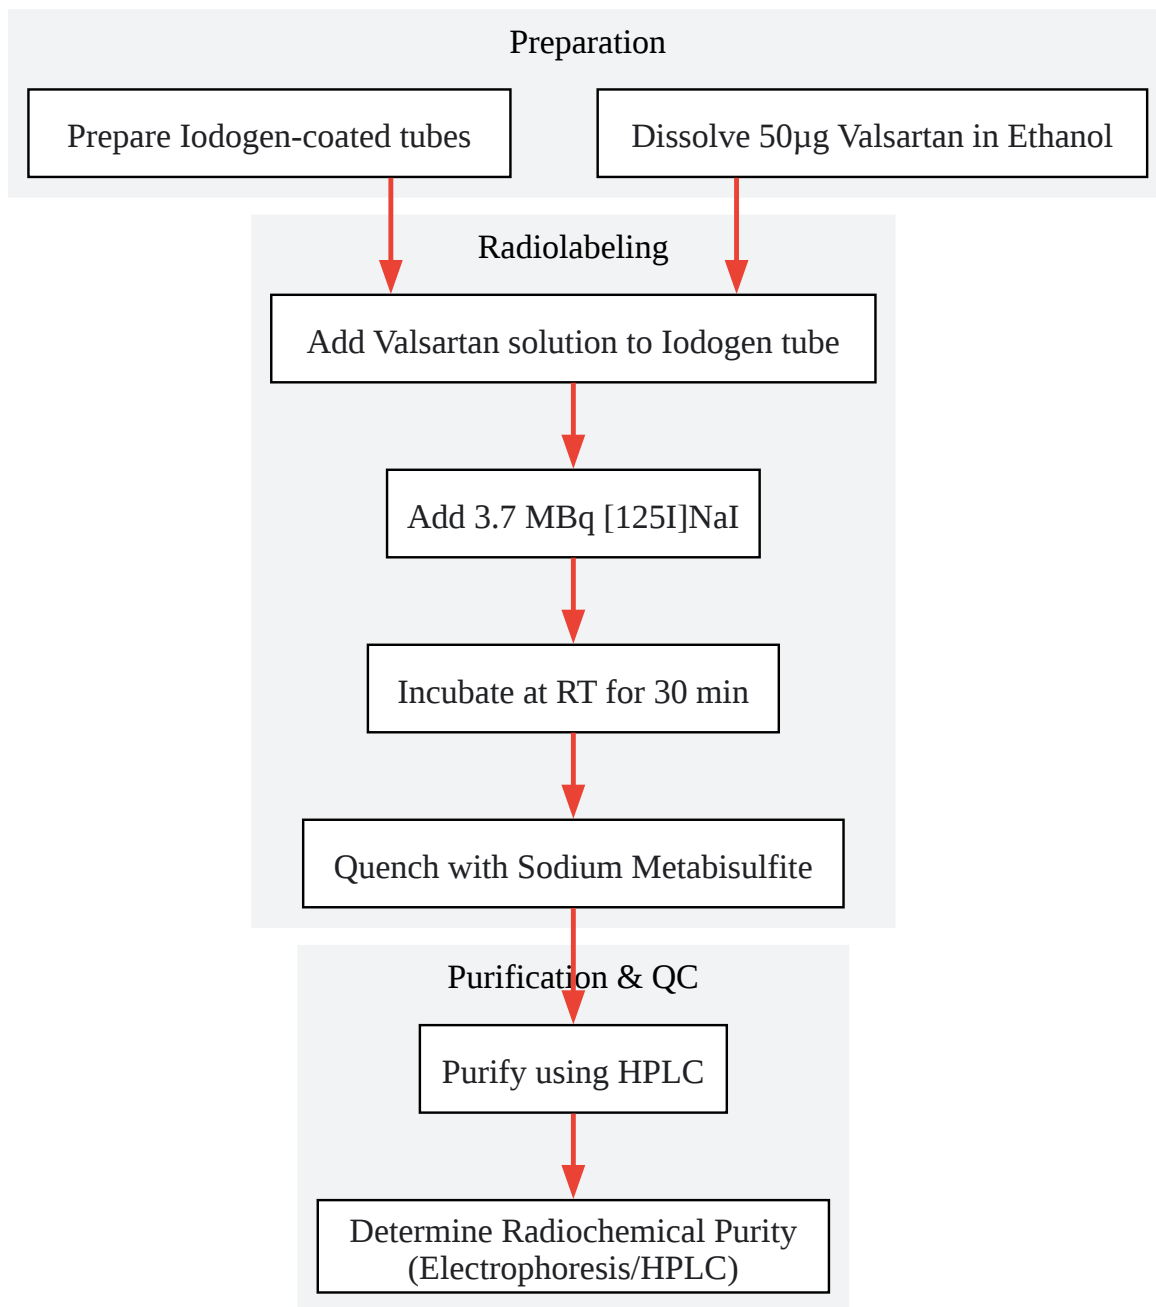 Preparation
Prepare Iodogen-coated tubes
Dissolve 50µg Valsartan in Ethanol
Radiolabeling
Add Valsartan solution to Iodogen tube
Add 3.7 MBq [125I]NaI
Incubate at RT for 30 min
Quench with Sodium Metabisulfite
Purification & QC
Purify using HPLC
Determine Radiochemical Purity
(Electrophoresis/HPLC)